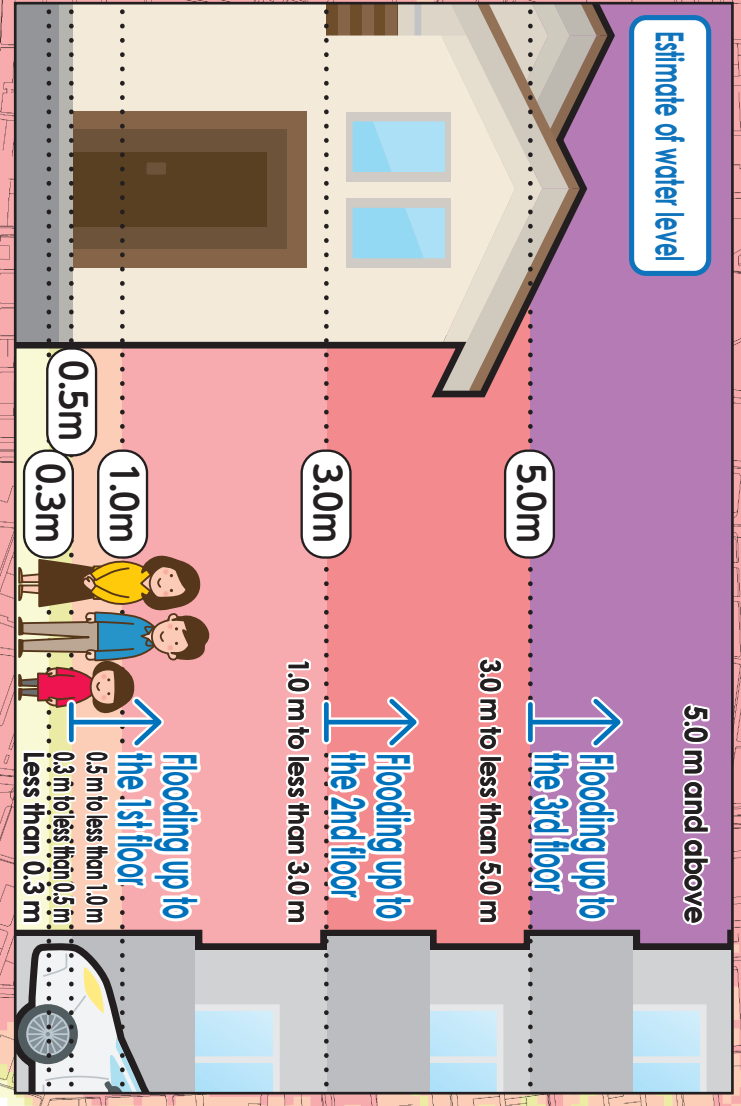 Estimate of water level
5.0 m and above
Flooding up to
the 3rd floor
5.0m
3.0 m to less than 5.0 m
Flooding up to
the 2nd floor
3.0m
1.0 m to less than 3.0 m
Flooding up to
the 1st floor
1.0m
0.5 m to less than 1.0 m
0.5m
0.3 m to less than 0.5 m
0.3m
Less than 0.3 m